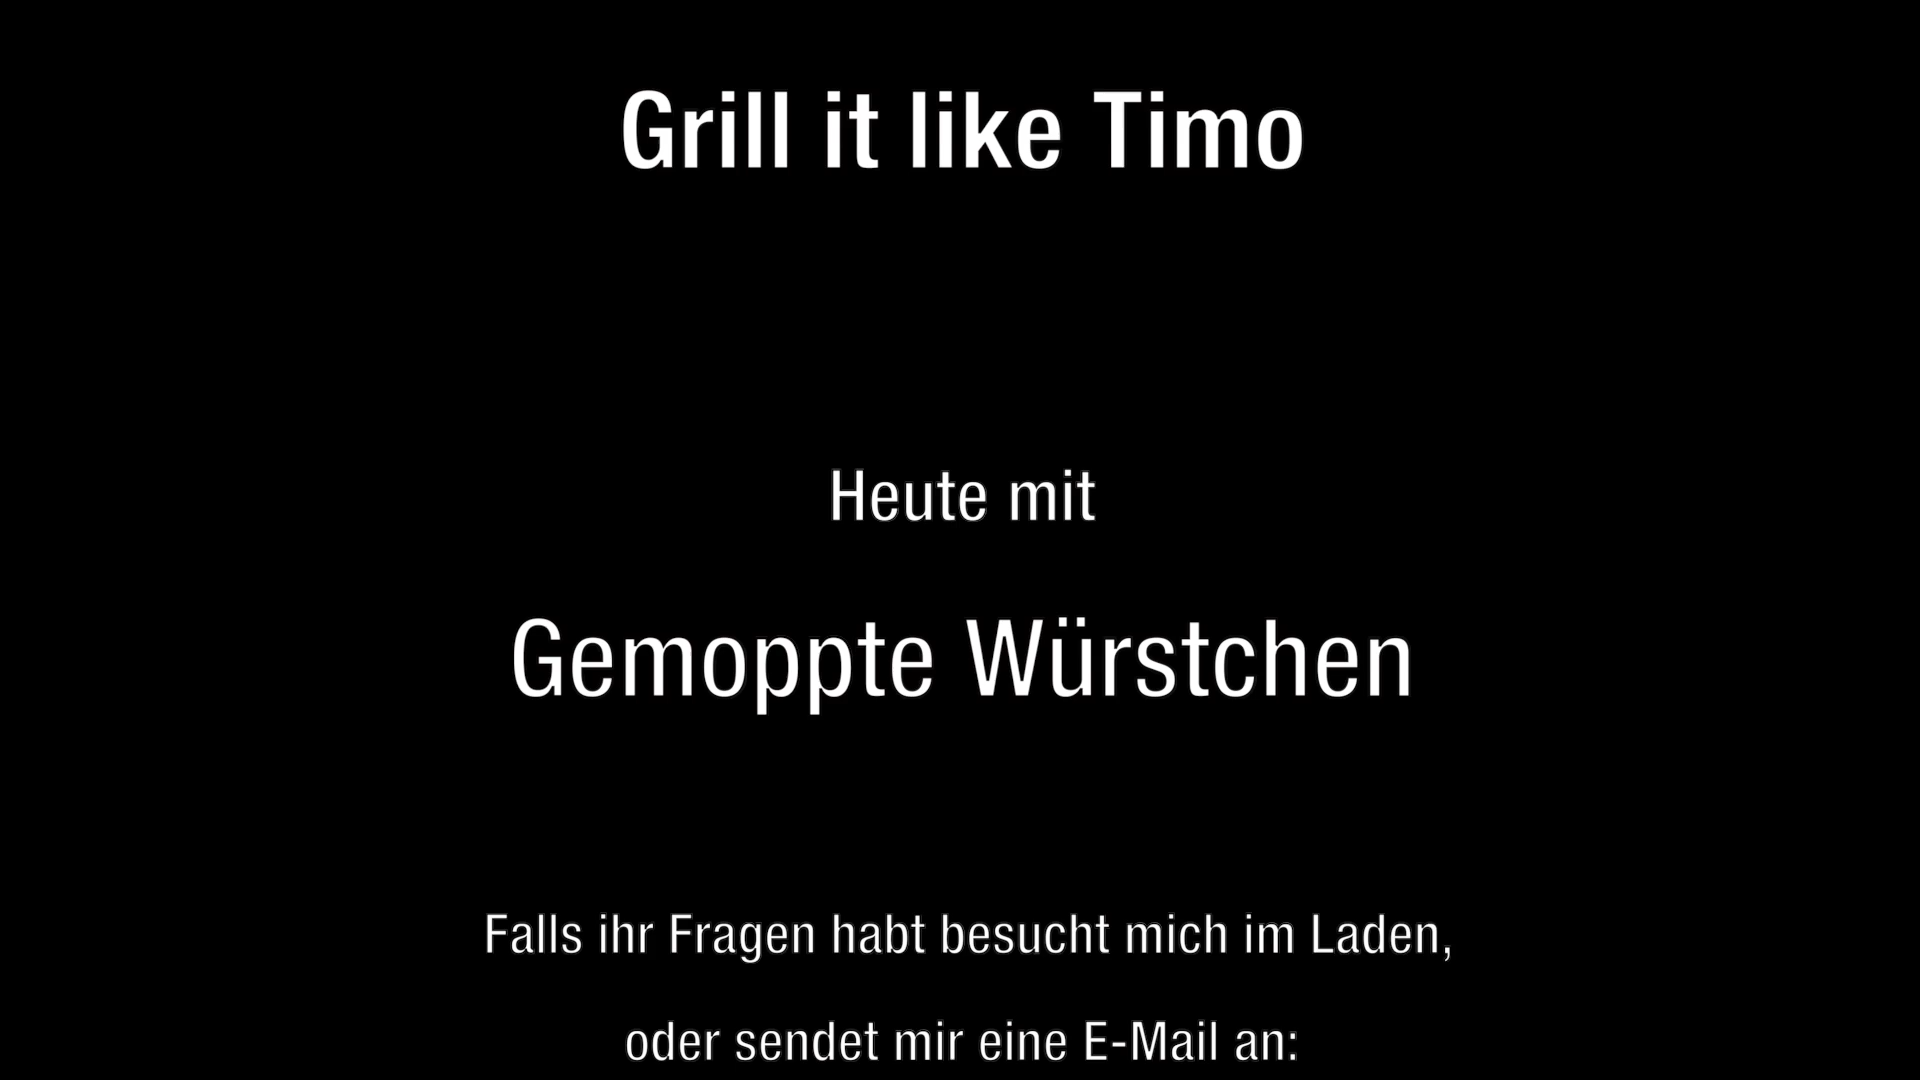 Grill it like Timo
Heute mit
Gemoppte Würstchen
Falls ihr Fragen habt besucht mich im Laden,
oder sendet mir eine E-Mail an: